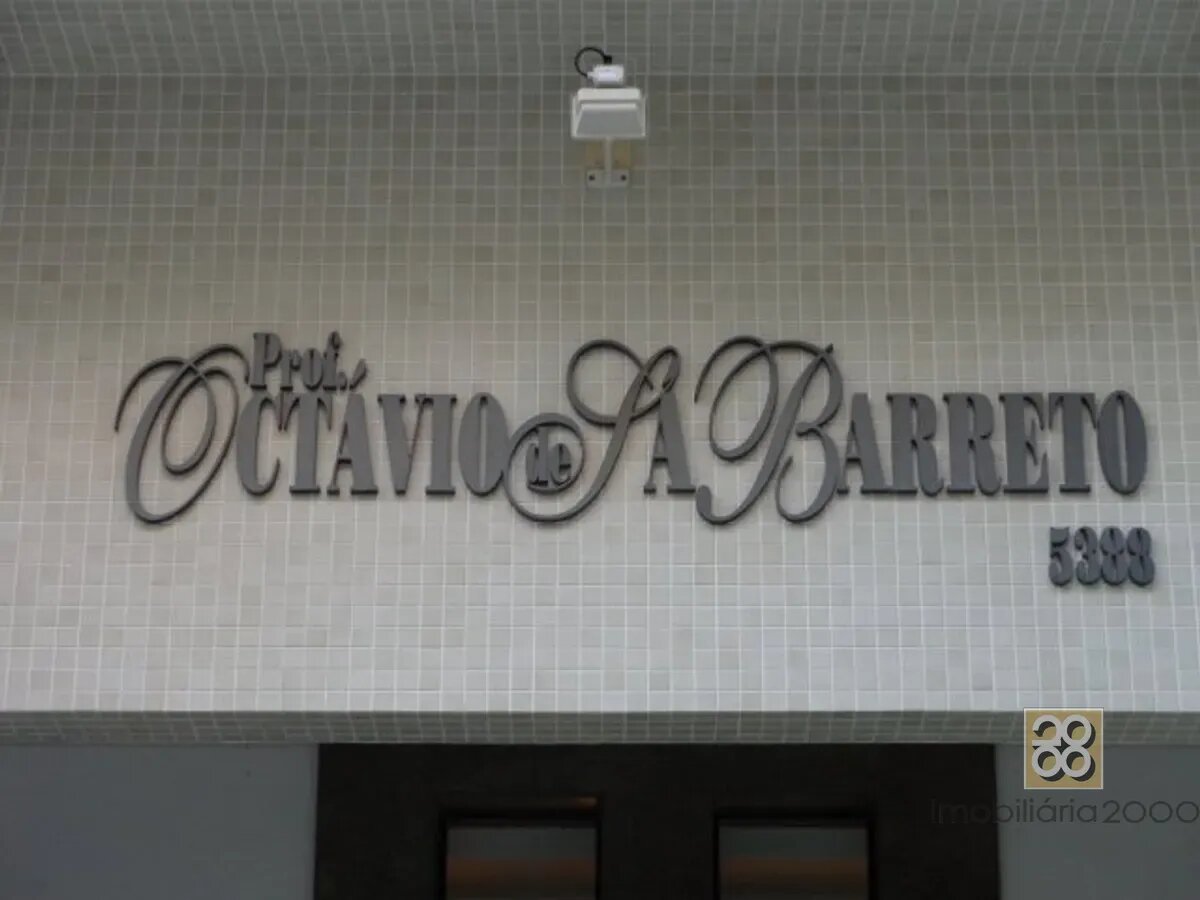 Prof. OCTÁVIO de SÁ BARRETO
5388
Imobiliária2000